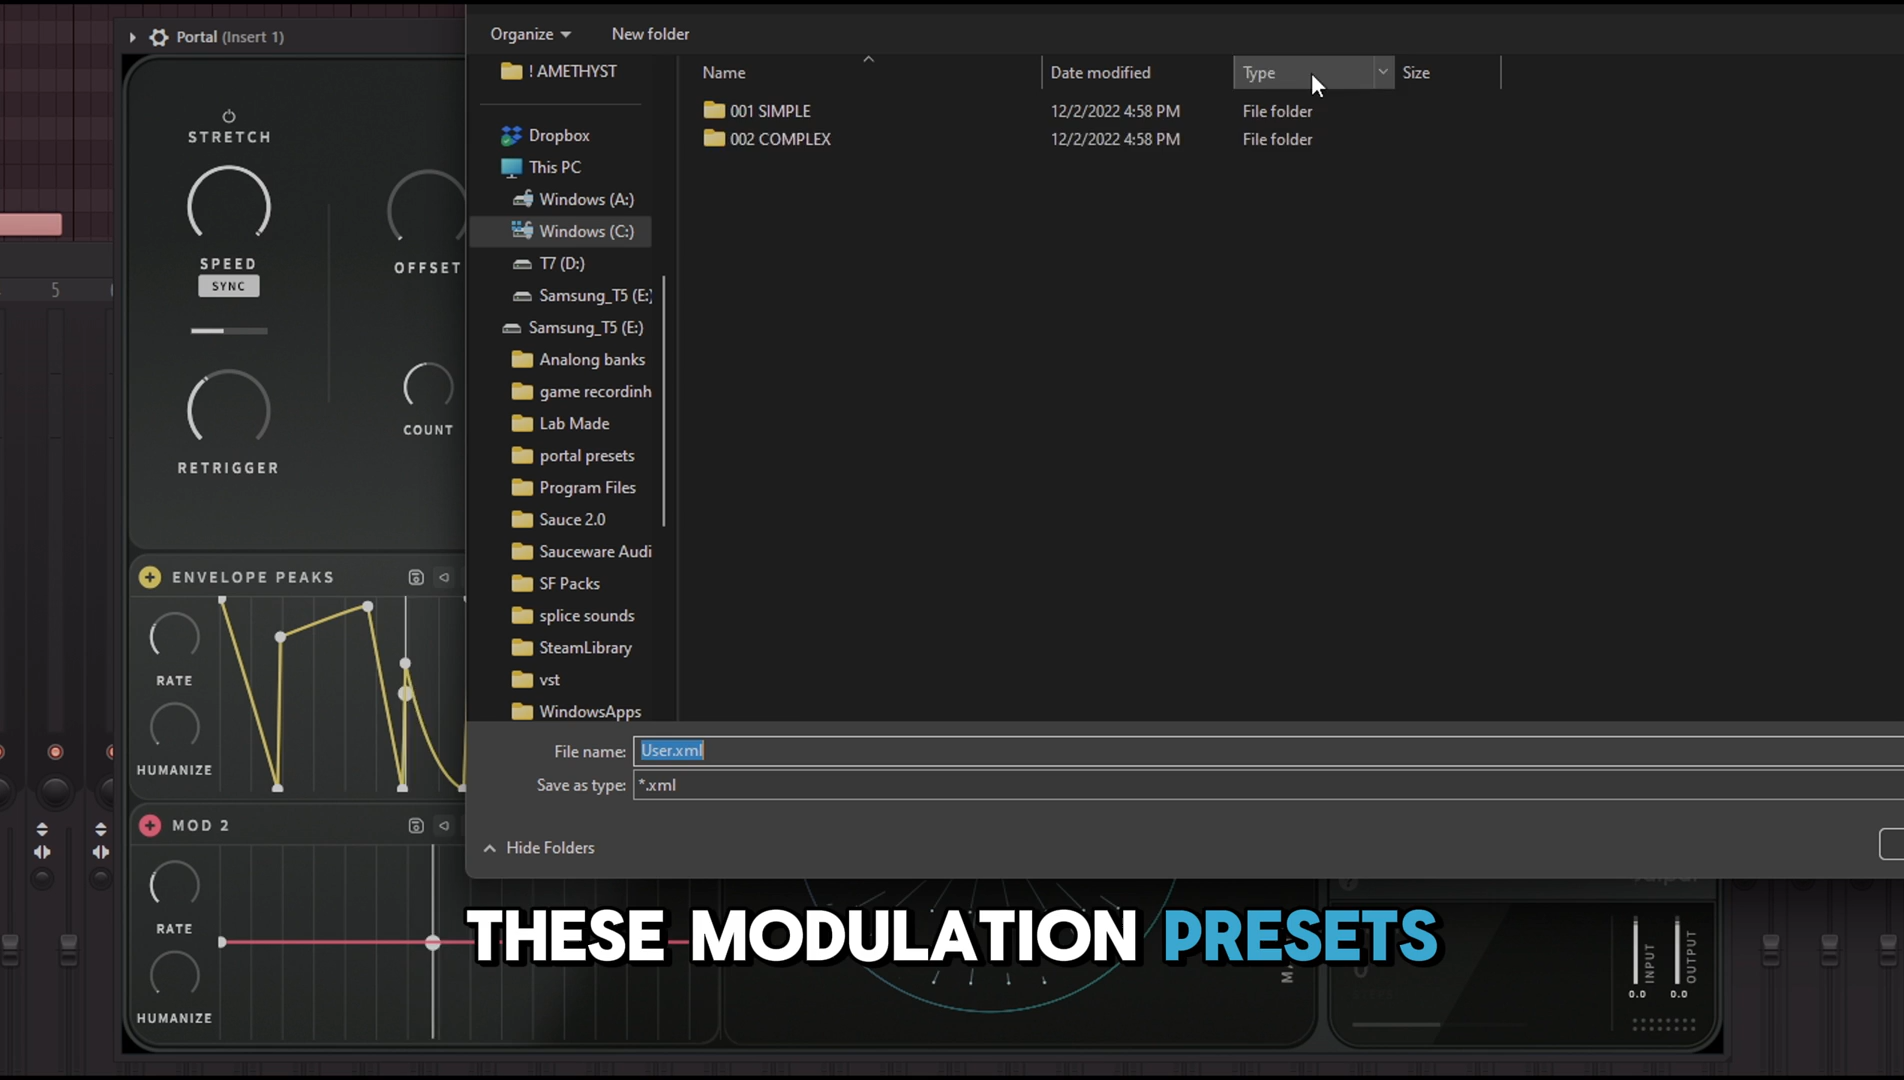 Portal (Insert 1)
STRETCH
SPEED
SYNC
OFFSET
RETRIGGER
COUNT
5
ENVELOPE PEAKS
RATE
HUMANIZE
MOD 2
RATE
HUMANIZE
Organize
New folder
! AMETHYST
Dropbox
This PC
Windows (A:)
Windows (C:)
T7 (D:)
Samsung_T5 (E:)
Samsung_T5 (E:)
Analong banks
game recordinh
Lab Made
portal presets
Program Files
Sauce 2.0
Sauceware Audi
SF Packs
splice sounds
SteamLibrary
vst
WindowsApps
Name Date modified Type Size
001 SIMPLE 12/2/2022 4:58 PM File folder
002 COMPLEX 12/2/2022 4:58 PM File folder
File name: User.xml
Save as type: *.xml
Hide Folders
THESE MODULATION PRESETS
INPUT
OUTPUT
0.0 0.0